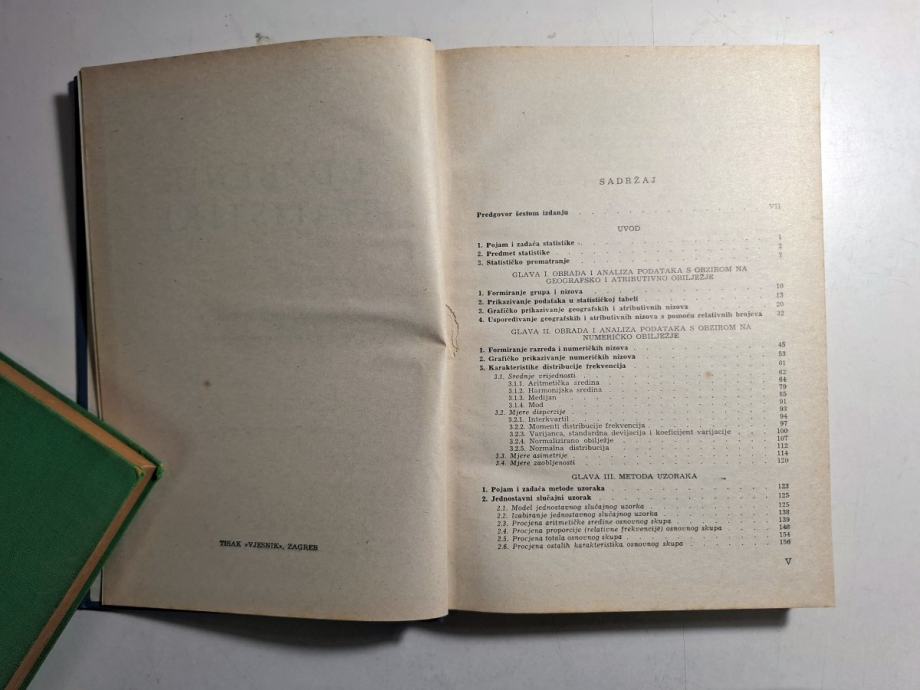 TISAK »VJESNIK«, ZAGREB
SADRŽAJ
Predgovor šestom izdanju VII
UVOD
1. Pojam i zadaća statistike 1
2. Predmet statistike 2
3. Statističko promatranje
GLAVA I. OBRADA I ANALIZA PODATAKA S OBZIROM NA
GEOGRAFSKO I ATRIBUTIVNO OBILJEŽJE
1. Formiranje grupa i nizova 10
2. Prikazivanje podataka u statističkoj tabeli 13
3. Grafičko prikazivanje geografskih i atributivnih nizova 20
4. Uspoređivanje geografskih i atributivnih nizova s pomoću relativnih brojeva 32
GLAVA II. OBRADA I ANALIZA PODATAKA S OBZIROM NA
NUMERIČKO OBILJEŽJE
1. Formiranje razreda i numeričkih nizova 45
2. Grafičko prikazivanje numeričkih nizova 53
3. Karakteristike distribucije frekvencija 61
3.1. Srednje vrijednosti 62
3.1.1. Aritmetička sredina 64
3.1.2. Harmonijska sredina 79
3.1.3. Medijan 85
3.1.4. Mod 91
3.2. Mjere disperzije 93
3.2.1. Interkvartil 94
3.2.2. Momenti distribucije frekvencija 97
3.2.3. Varijanca, standardna devijacija i koeficijent varijacije 100
3.2.4. Normalizirano obilježje 107
3.2.5. Normalna distribucija 112
3.3. Mjere asimetrije 114
3.4. Mjere zaobljenosti 120
GLAVA III. METODA UZORAKA
1. Pojam i zadaća metode uzoraka 123
2. Jednostavni slučajni uzorak 125
2.1. Model jednostavnog slučajnog uzorka 125
2.2. Izabiranje jednostavnog slučajnog uzorka 138
2.3. Procjena aritmetičke sredine osnovnog skupa 139
2.4. Procjena proporcije (relativne frekvencije) osnovnog skupa 148
2.5. Procjena totala osnovnog skupa 154
2.6. Procjena ostalih karakteristika osnovnog skupa 156
V